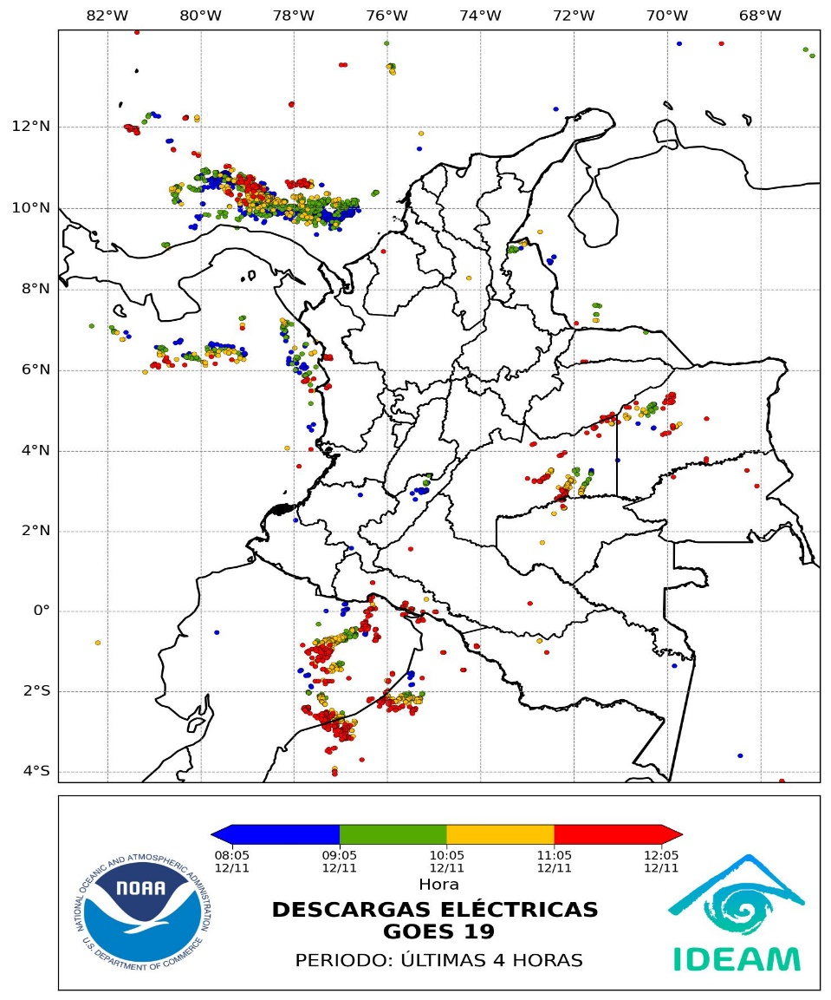 82°W 80°W 78°W 76°W 74°W 72°W 70°W 68°W
12°N
10°N
8°N
6°N
4°N
2°N
0°
2°S
4°S
08:05 09:05 10:05 11:05 12:05
12/11 12/11 12/11 12/11 12/11
Hora
DESCARGAS ELÉCTRICAS
GOES 19
PERIODO: ÚLTIMAS 4 HORAS
NATIONAL OCEANIC AND ATMOSPHERIC ADMINISTRATION
NOAA
U.S. DEPARTMENT OF COMMERCE
IDEAM